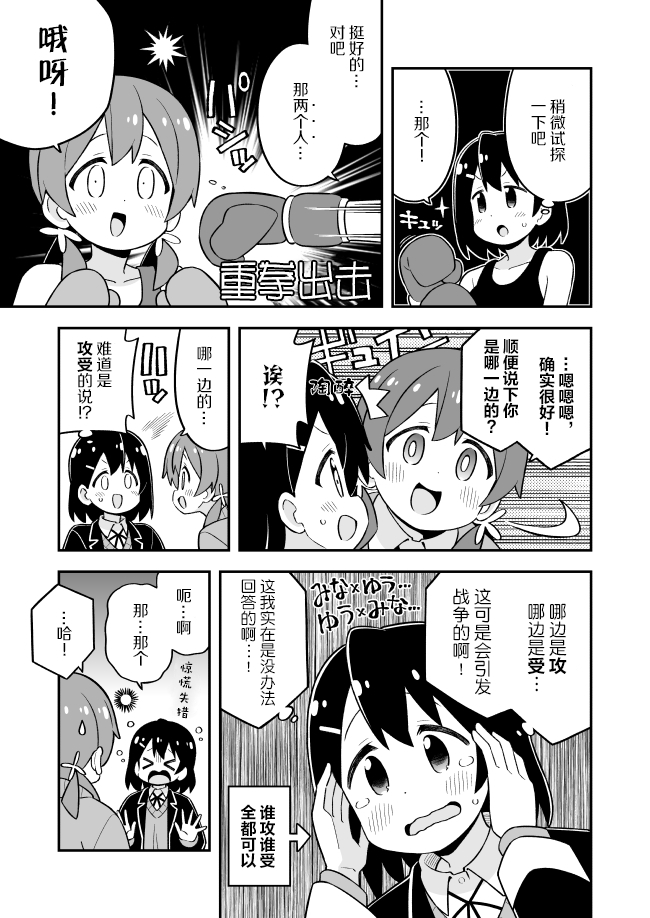 稍微试探
一下吧
…那个！
キュッ
挺好的…
对吧
那两个人…
哦呀！
重拳出击
…嗯嗯嗯，
确实很好！
顺便说下你
是哪一边的？
陶醉
诶!?
哪一边的…
难道是
攻受的说!?
哪边是攻
哪边是受…
这可是会引发
战争的啊！
みな×ゆう…
ゆう×みな…
这我实在是没办法
回答的啊…！
谁攻谁受
全都可以
呃…啊
那…那个
惊慌失措
…哈！